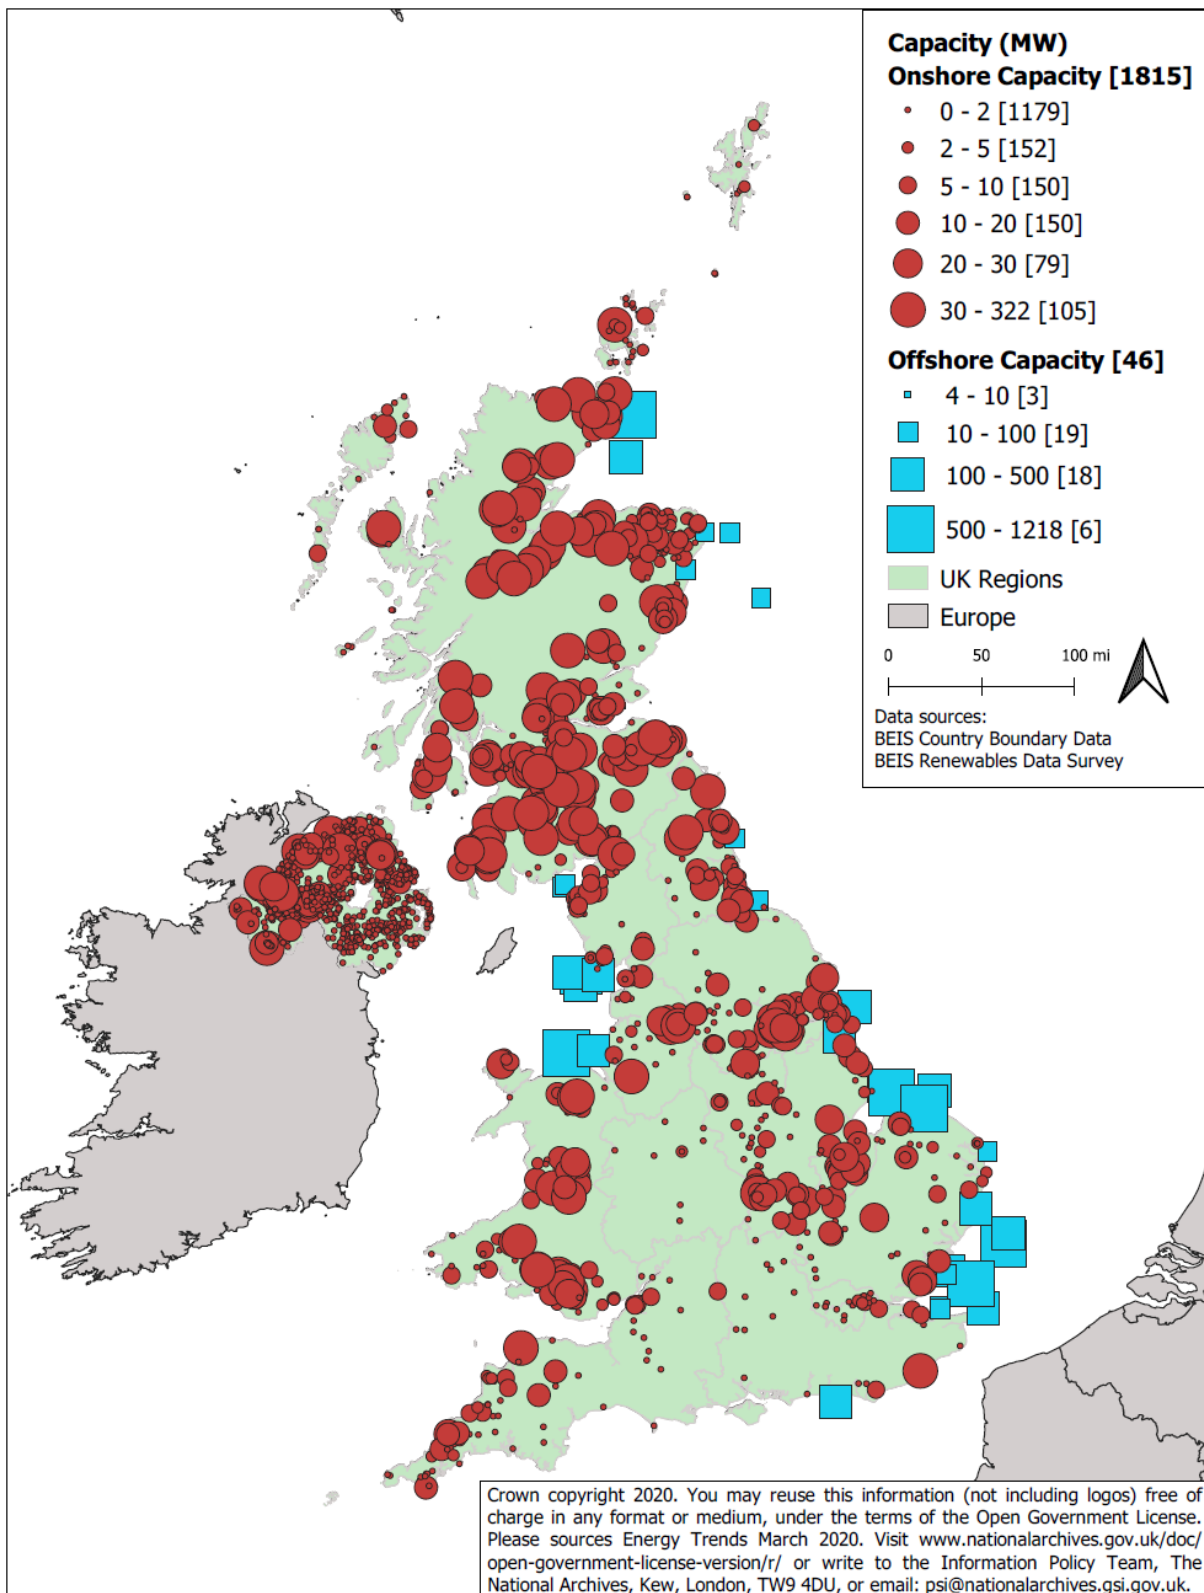 Capacity (MW)
Onshore Capacity [1815]
0 - 2 [1179]
2 - 5 [152]
5 - 10 [150]
10 - 20 [150]
20 - 30 [79]
30 - 322 [105]
Offshore Capacity [46]
4 - 10 [3]
10 - 100 [19]
100 - 500 [18]
500 - 1218 [6]
UK Regions
Europe
0 50 100 mi
Data sources:
BEIS Country Boundary Data
BEIS Renewables Data Survey
Crown copyright 2020. You may reuse this information (not including logos) free of
charge in any format or medium, under the terms of the Open Government License.
Please sources Energy Trends March 2020. Visit www.nationalarchives.gov.uk/doc/
open-government-license-version/r/ or write to the Information Policy Team, The
National Archives, Kew, London, TW9 4DU, or email: psi@nationalarchives.gsi.gov.uk.